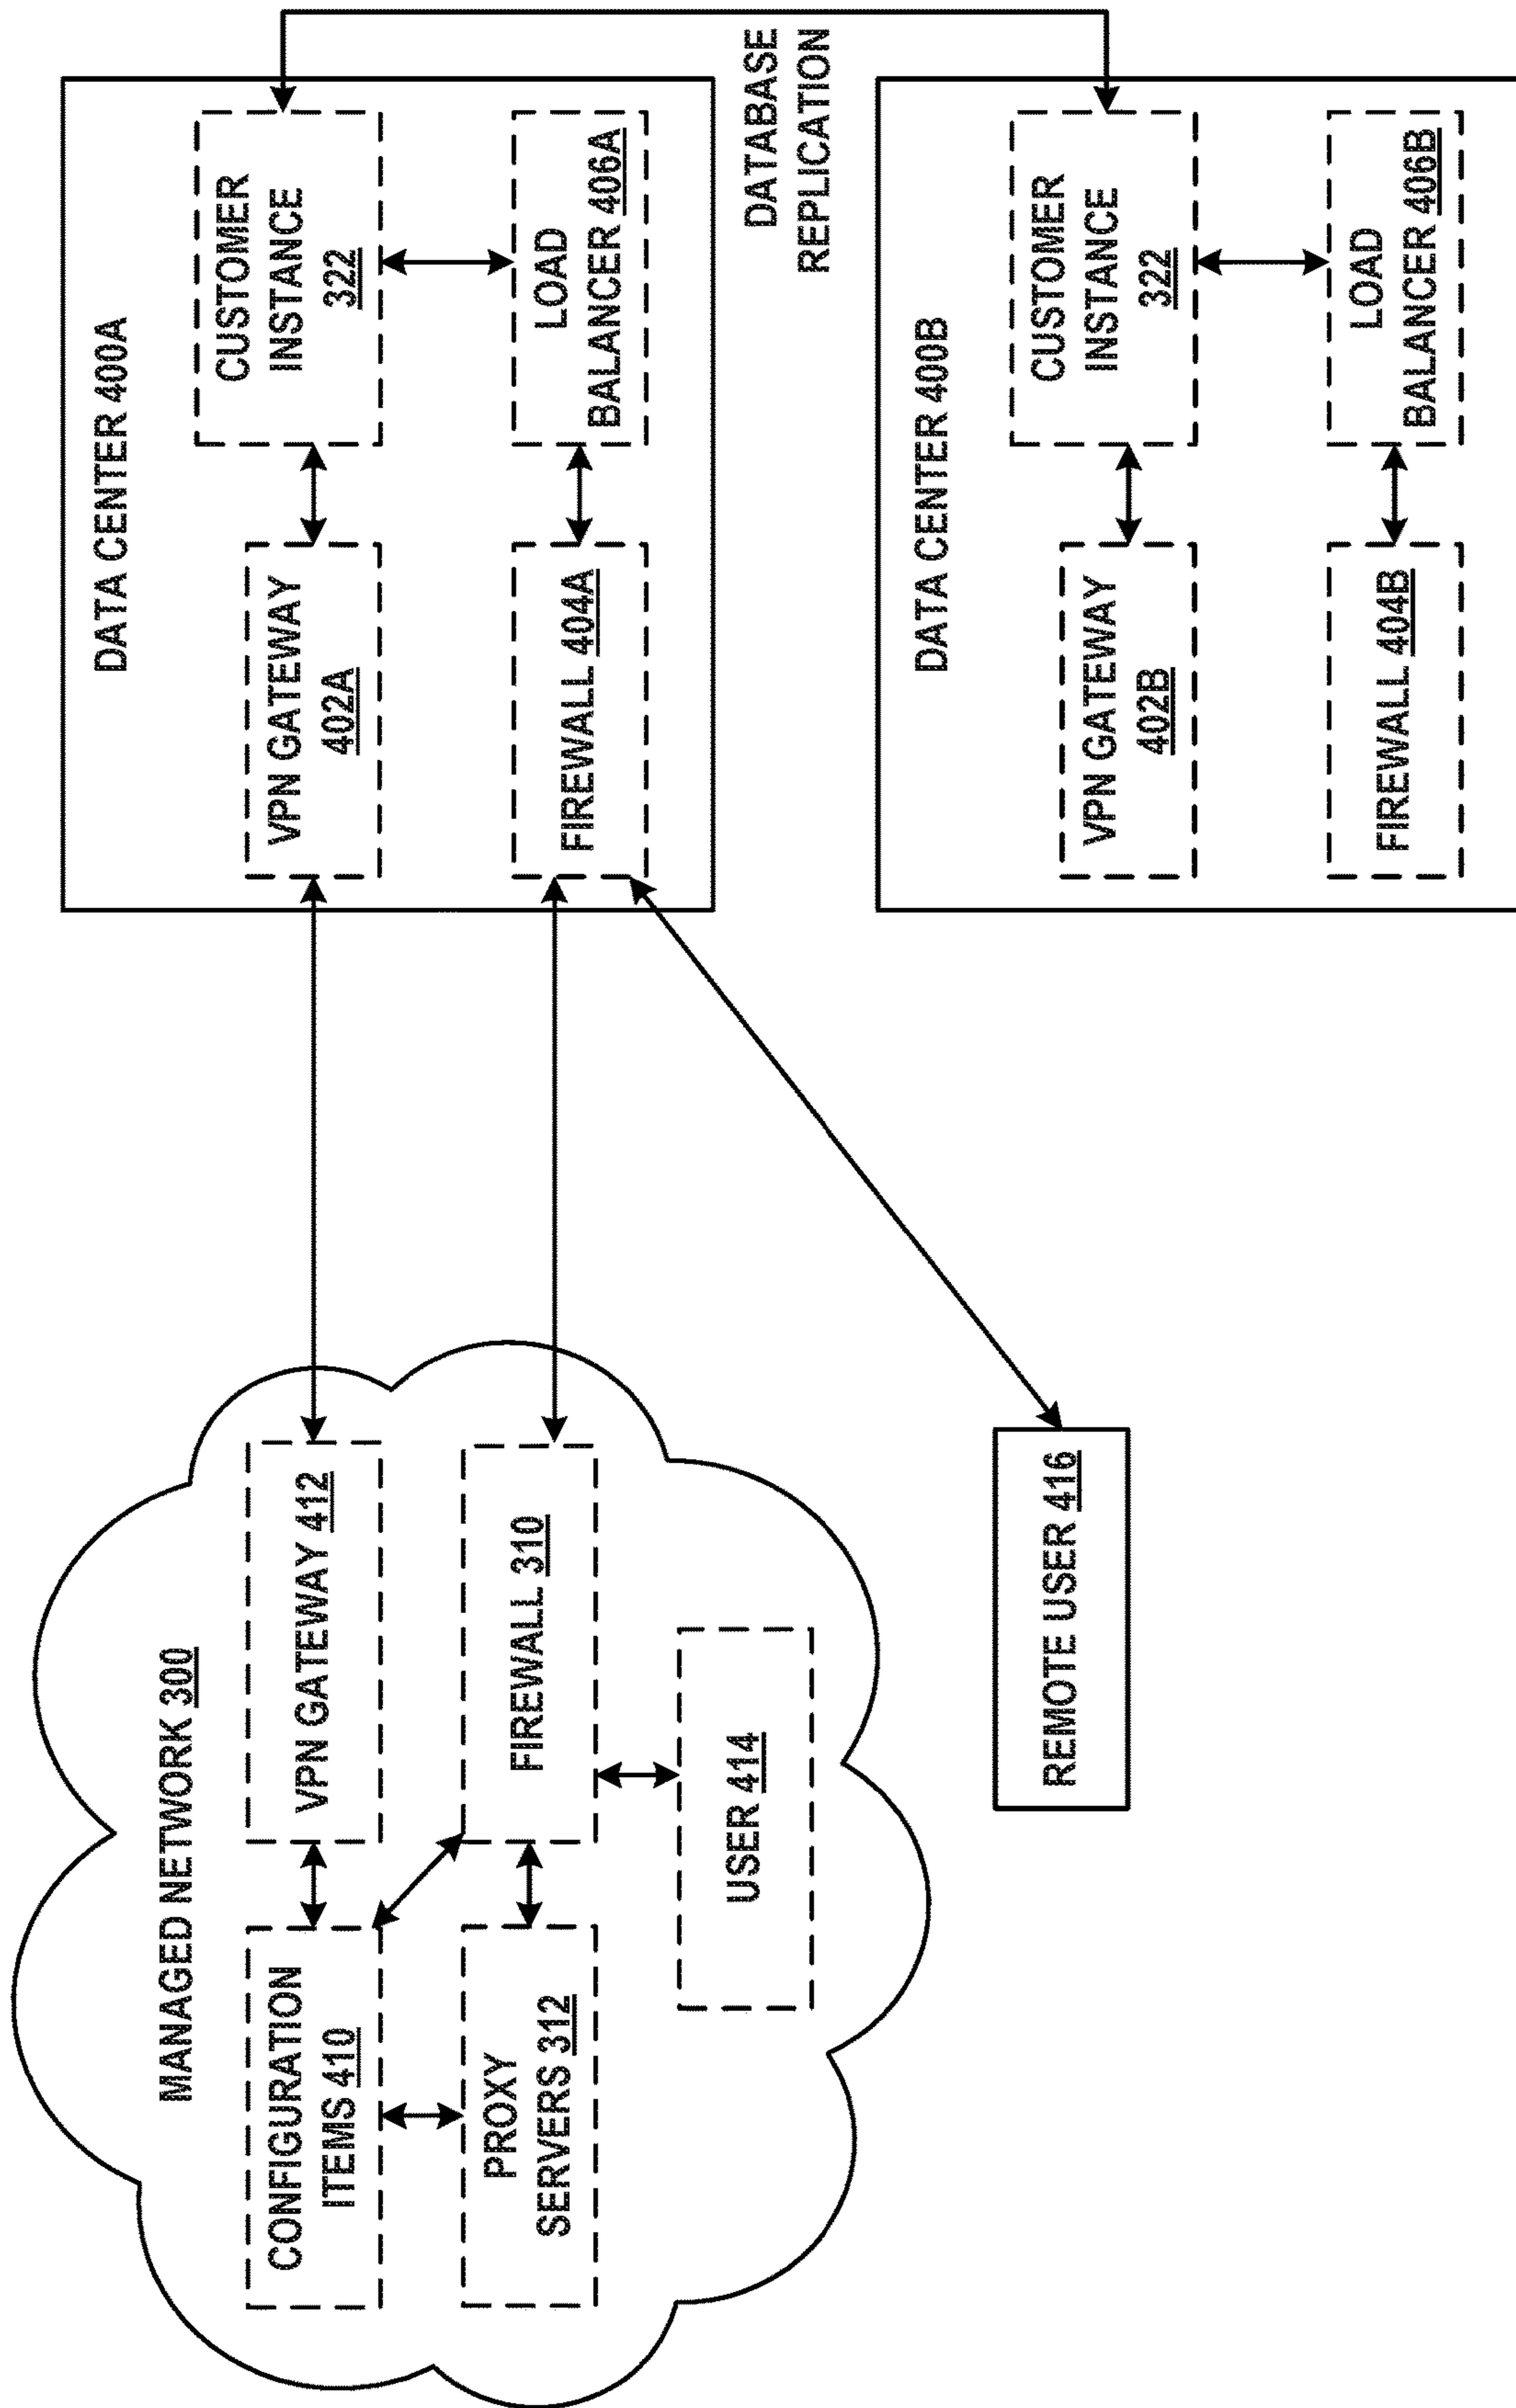 MANAGED NETWORK 300
CONFIGURATION
ITEMS 410
VPN GATEWAY 412
PROXY
SERVERS 312
FIREWALL 310
USER 414
REMOTE USER 416
DATA CENTER 400A
VPN GATEWAY
402A
CUSTOMER
INSTANCE
322
FIREWALL 404A
LOAD
BALANCER 406A
DATABASE
REPLICATION
DATA CENTER 400B
VPN GATEWAY
402B
CUSTOMER
INSTANCE
322
FIREWALL 404B
LOAD
BALANCER 406B